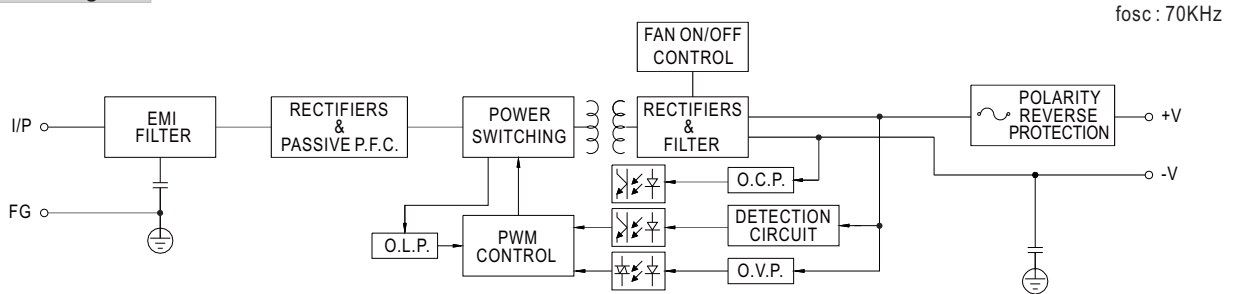 fosc : 70KHz
FAN ON/OFF
CONTROL
I/P
EMI
FILTER
RECTIFIERS
&
PASSIVE P.F.C.
POWER
SWITCHING
RECTIFIERS
&
FILTER
POLARITY
REVERSE
PROTECTION
+V
-V
FG
O.L.P.
PWM
CONTROL
O.C.P.
DETECTION
CIRCUIT
O.V.P.